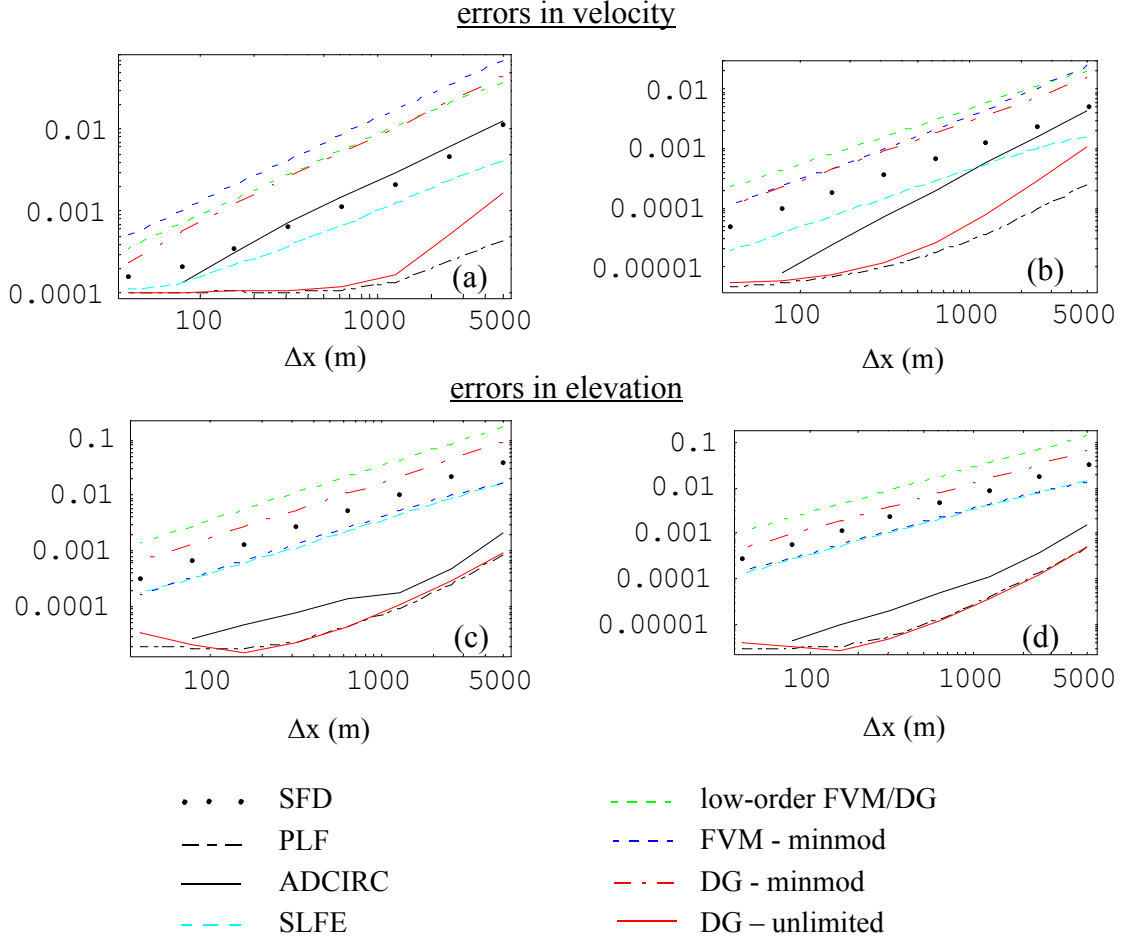 errors in velocity
0.01
0.001
0.0001
(a)
100
1000
5000
Δx (m)
0.01
0.001
0.0001
0.00001
(b)
100
1000
5000
Δx (m)
errors in elevation
0.1
0.01
0.001
0.0001
(c)
100
1000
5000
Δx (m)
0.1
0.01
0.001
0.0001
0.00001
(d)
100
1000
5000
Δx (m)
SFD
PLF
ADCIRC
SLFE
low-order FVM/DG
FVM - minmod
DG - minmod
DG – unlimited